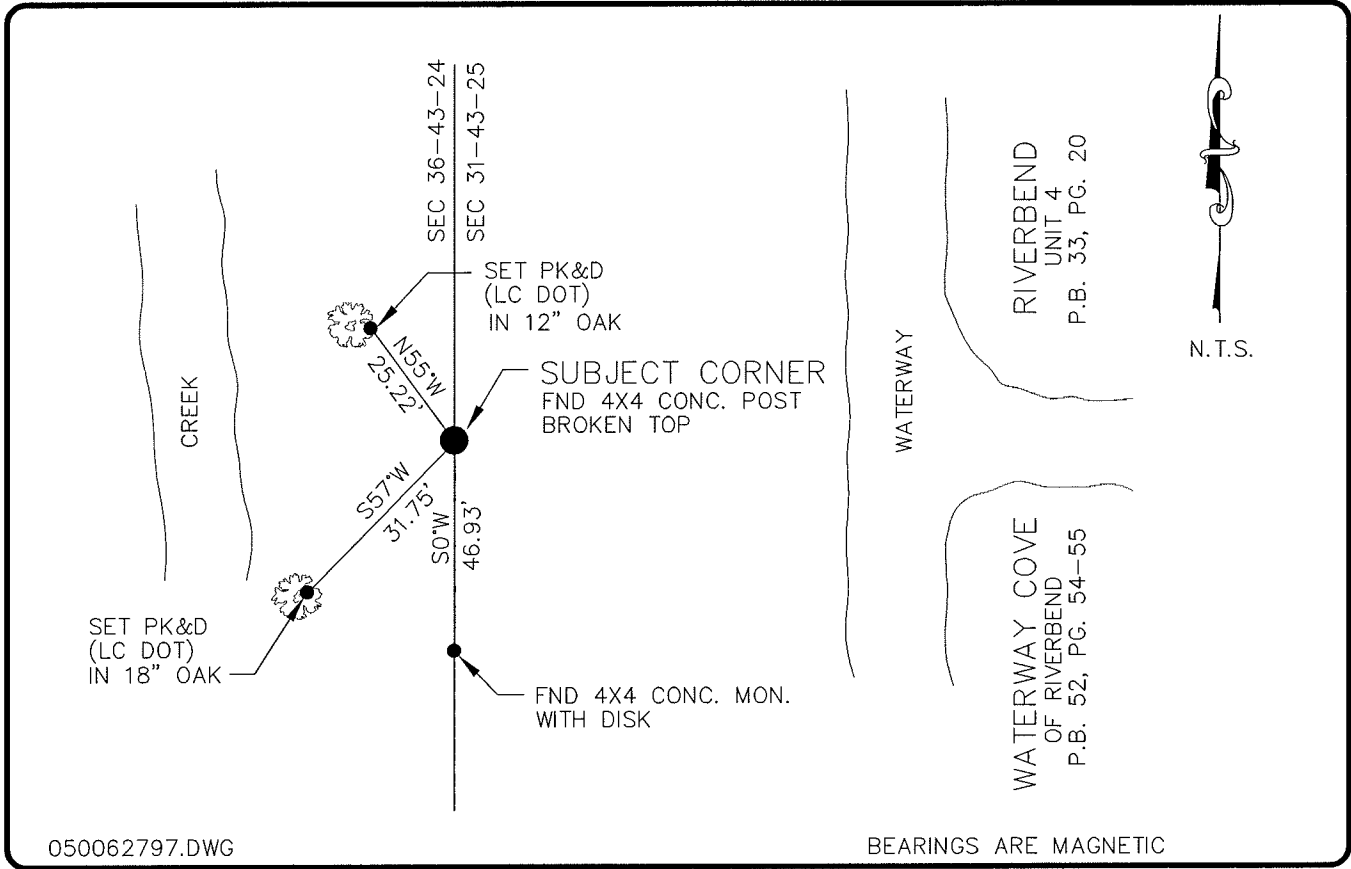 SEC 36-43-24
SEC 31-43-25
RIVERBEND
UNIT 4
P.B. 33, PG. 20
N.T.S.
SET PK&D
(LC DOT)
IN 12" OAK
N55°W
25.22'
SUBJECT CORNER
FND 4X4 CONC. POST
BROKEN TOP
CREEK
WATERWAY
S57°W
31.75'
S0°W
46.93'
SET PK&D
(LC DOT)
IN 18" OAK
FND 4X4 CONC. MON.
WITH DISK
WATERWAY COVE
OF RIVERBEND
P.B. 52, PG. 54-55
050062797.DWG
BEARINGS ARE MAGNETIC